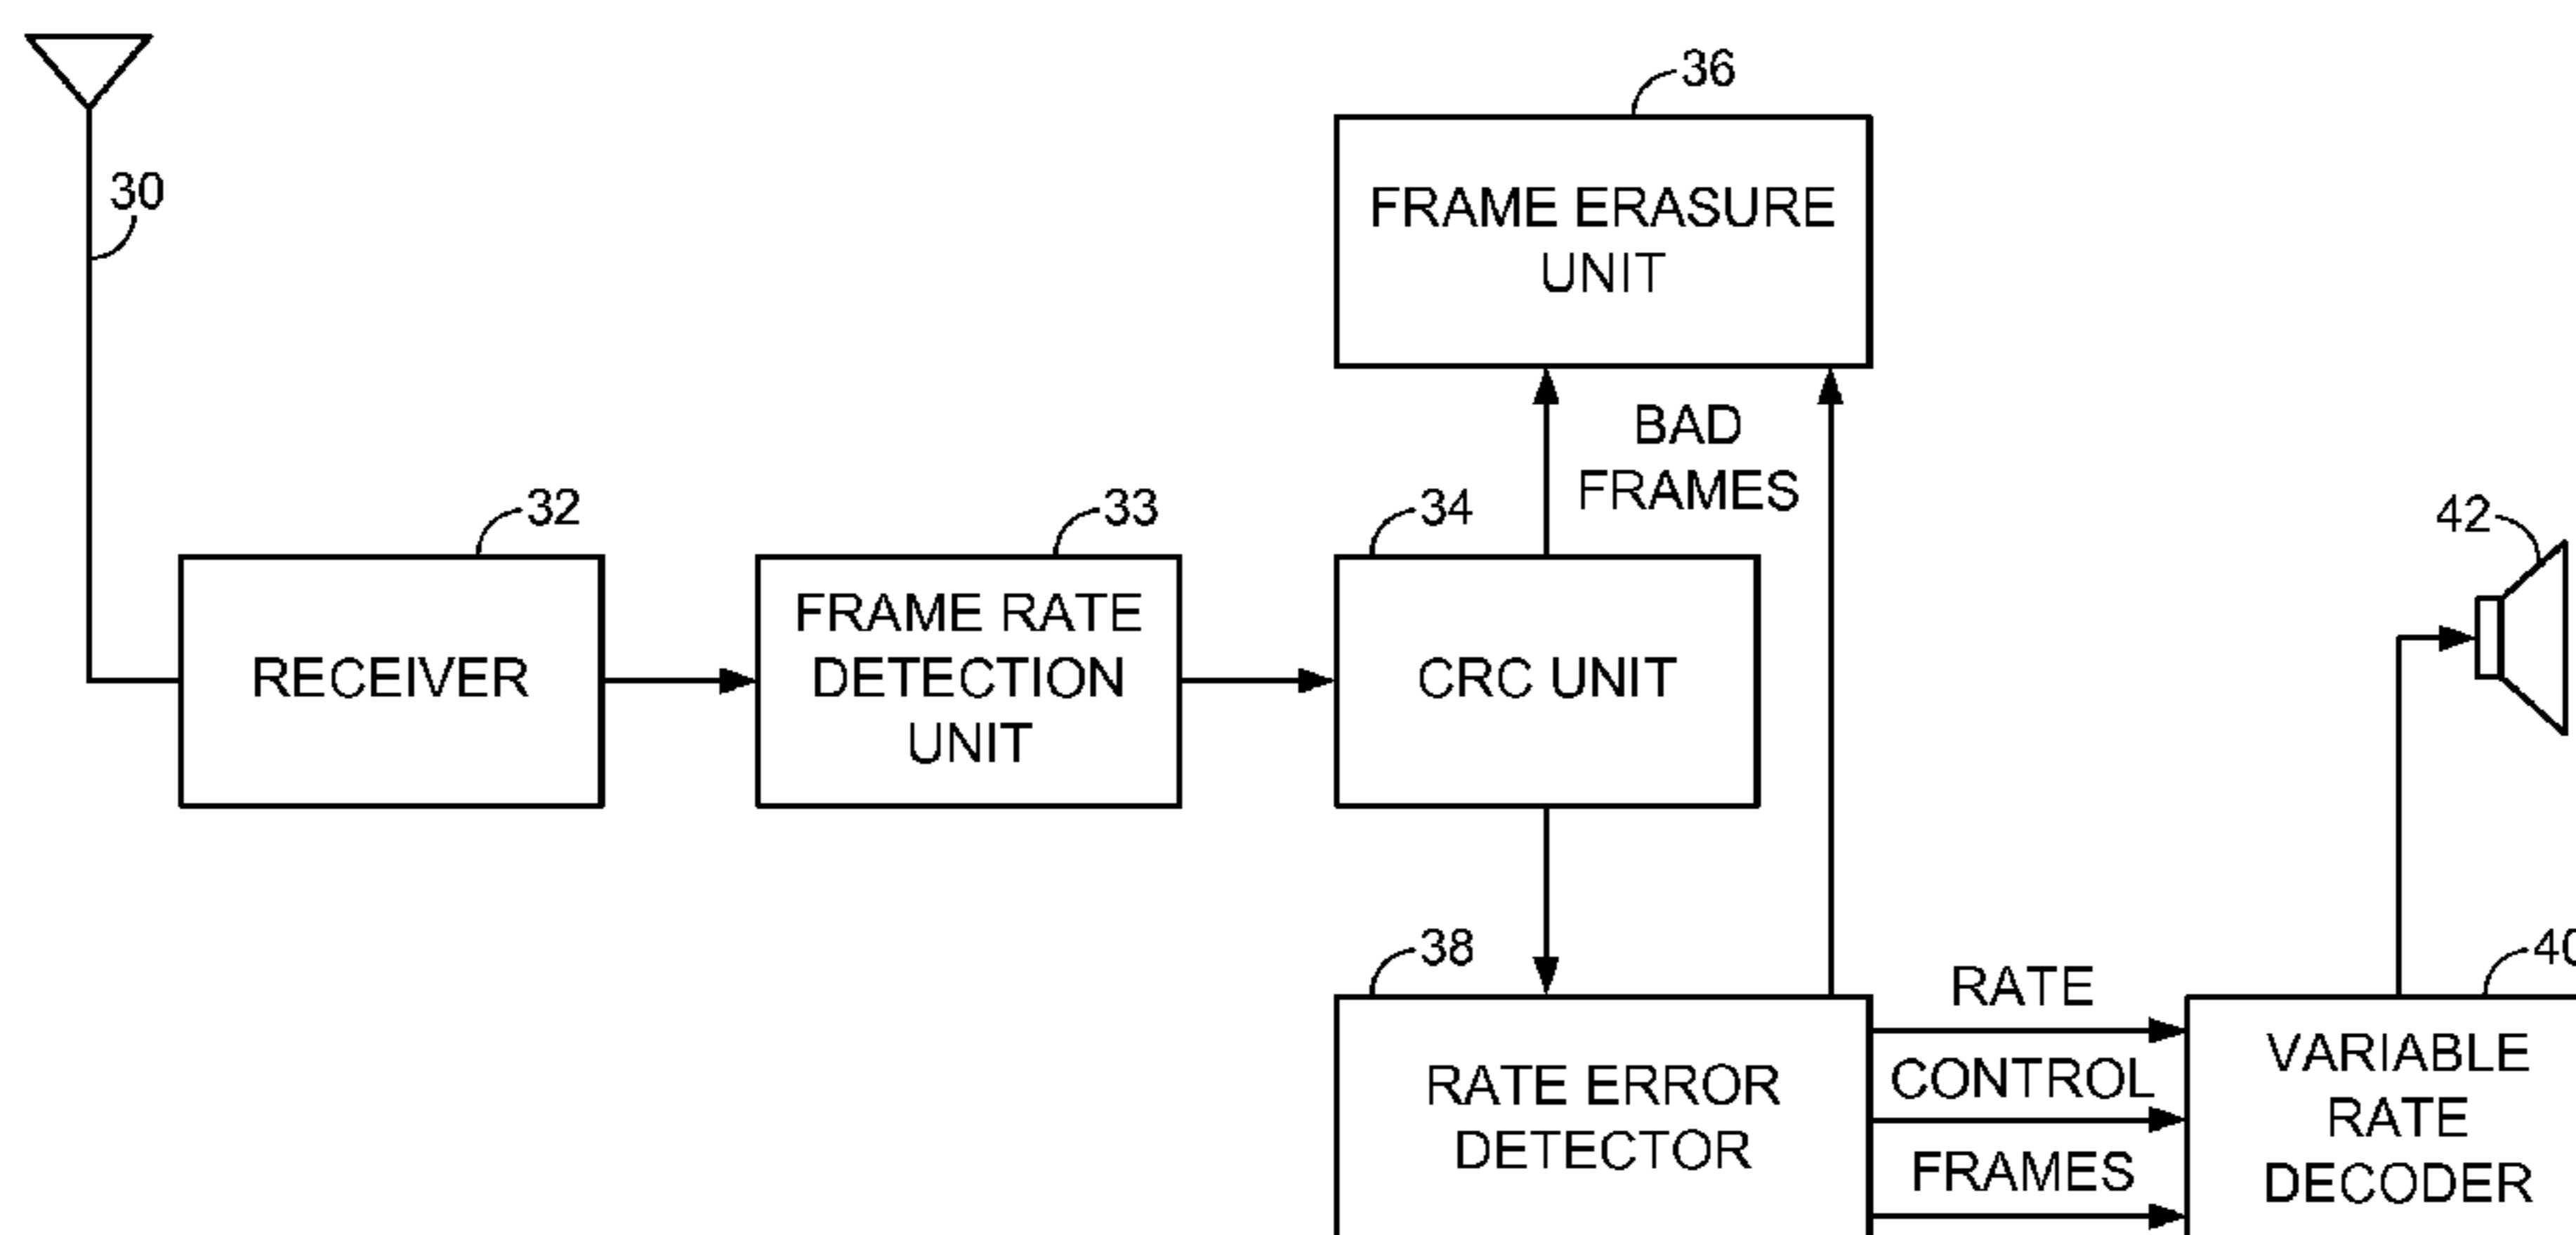 36
FRAME ERASURE
UNIT
30
BAD
FRAMES
32
33
34
42
RECEIVER
FRAME RATE
DETECTION
UNIT
CRC UNIT
38
40
RATE
CONTROL
FRAMES
RATE ERROR
DETECTOR
VARIABLE
RATE
DECODER